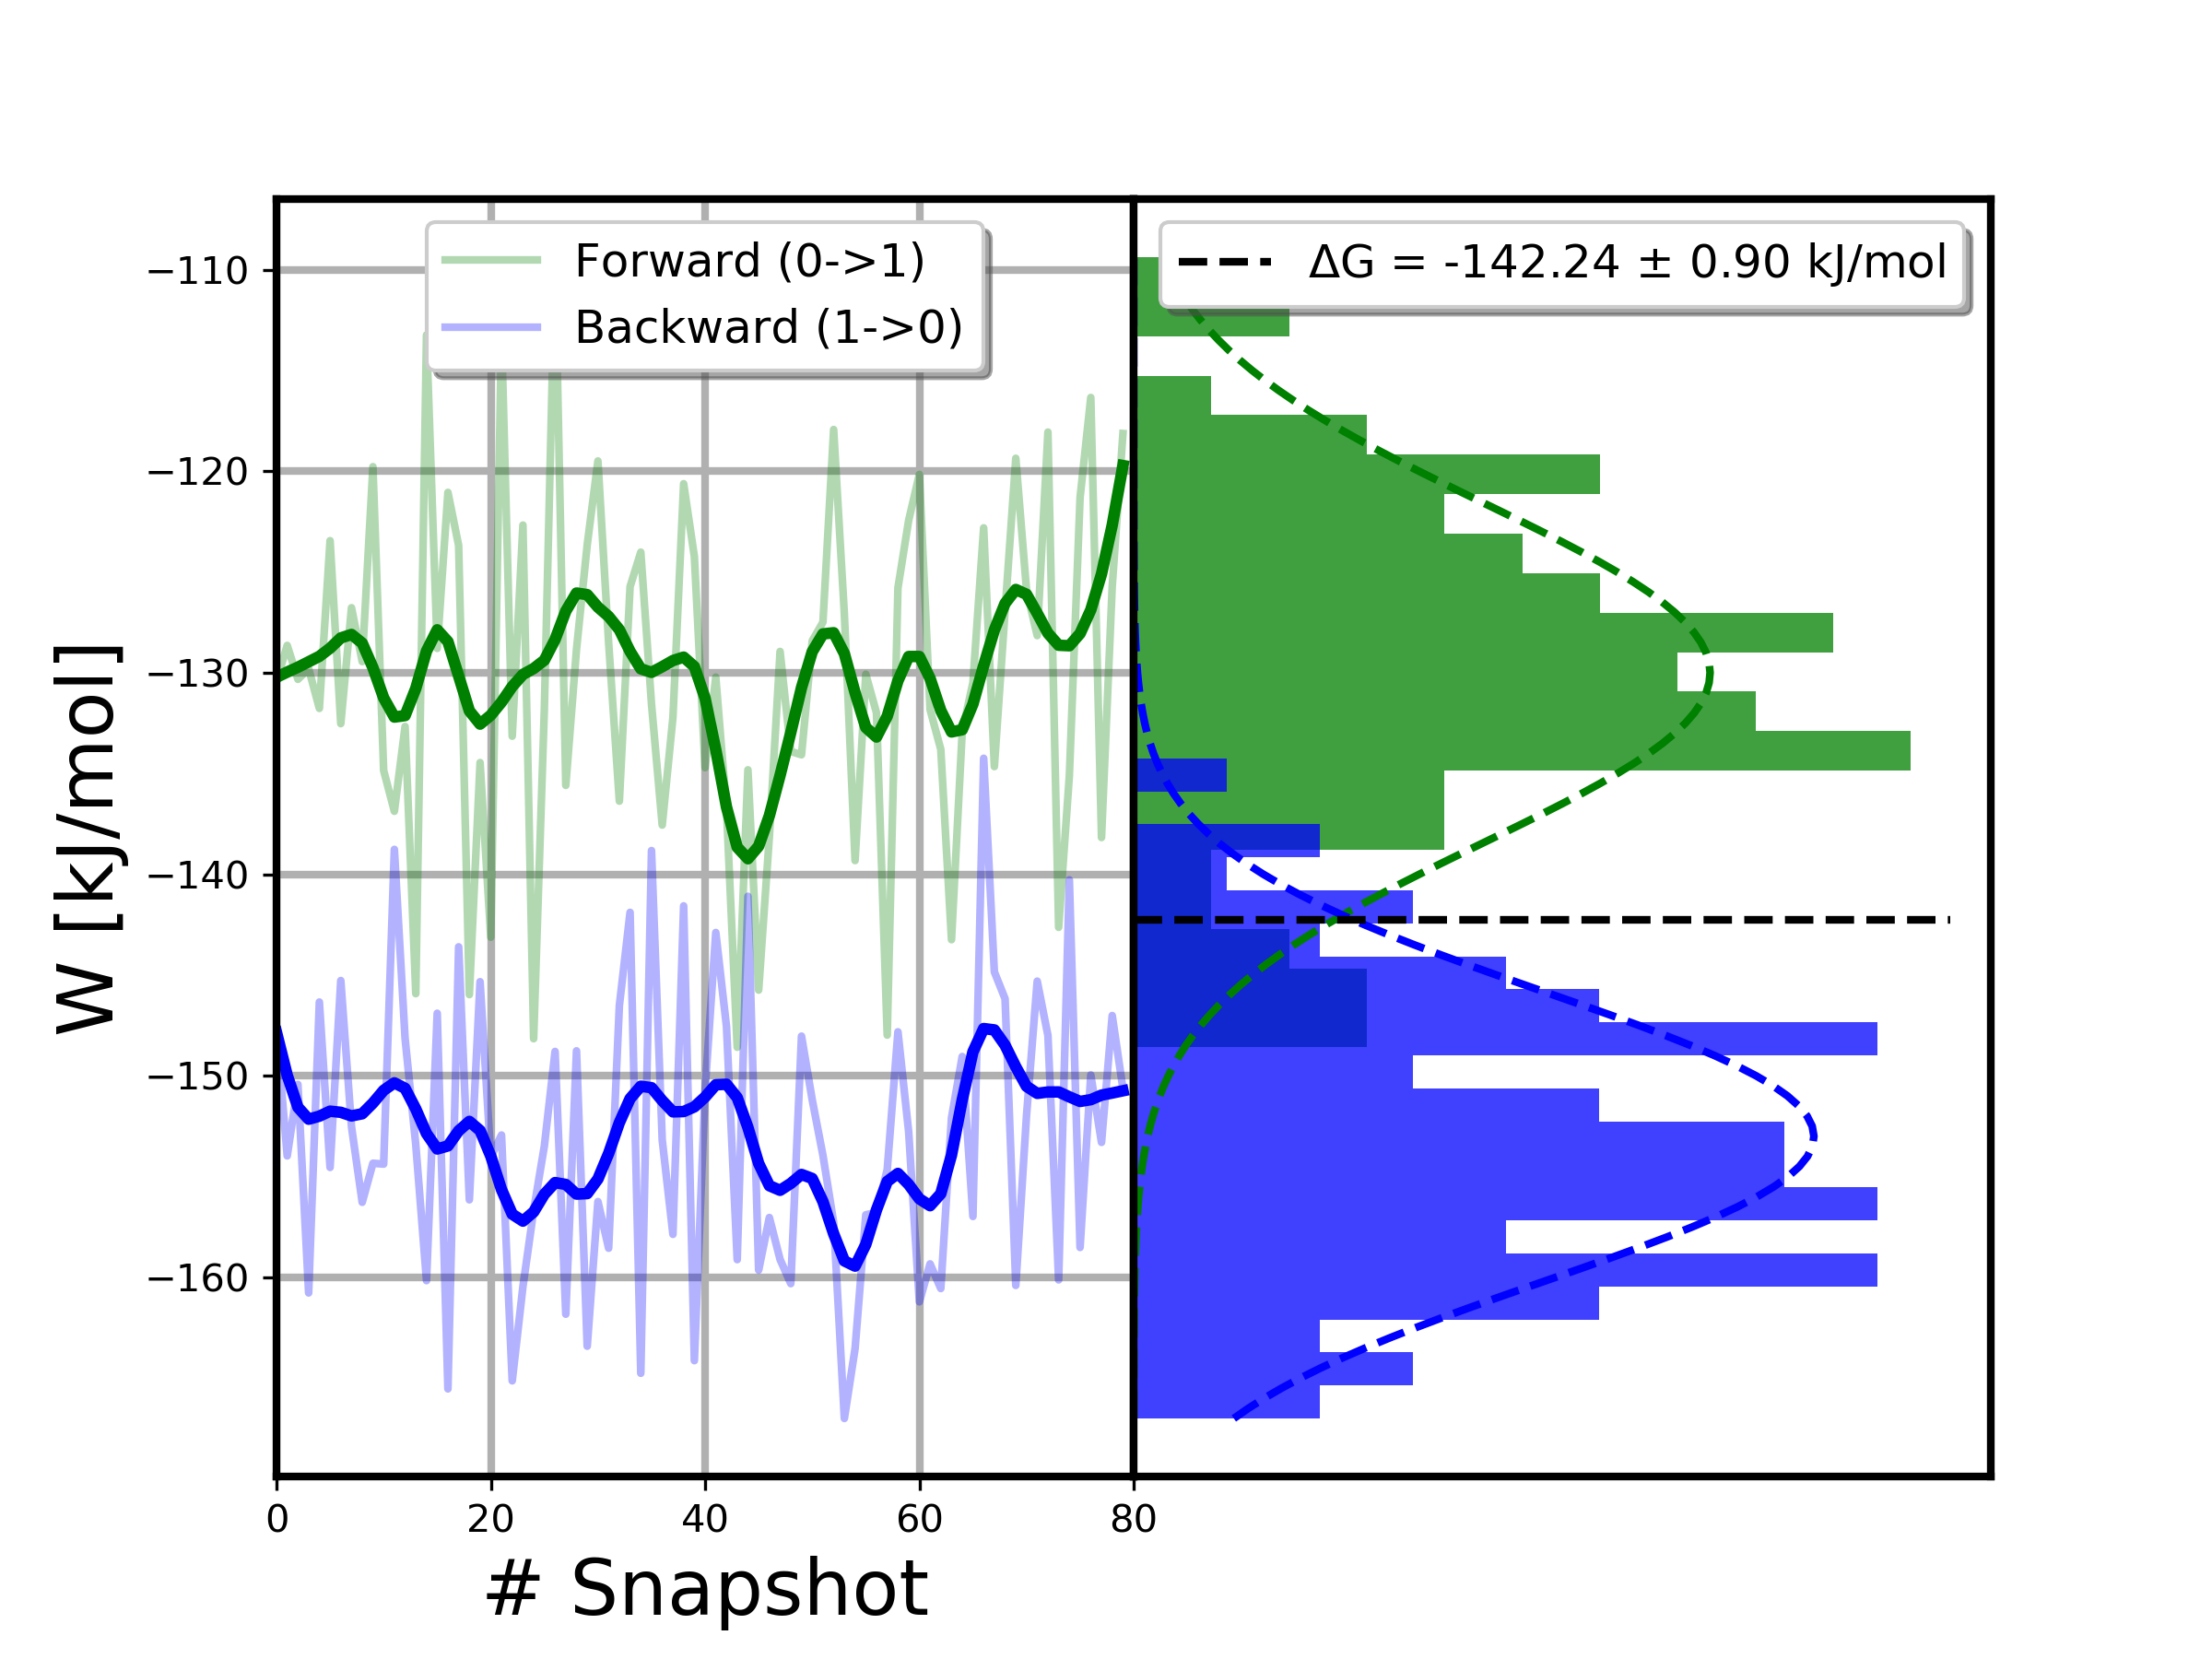 Forward (0->1)
Backward (1->0)
ΔG = -142.24 ± 0.90 kJ/mol
−110
−120
−130
−140
−150
−160
W [kJ/mol]
0 20 40 60 80
# Snapshot